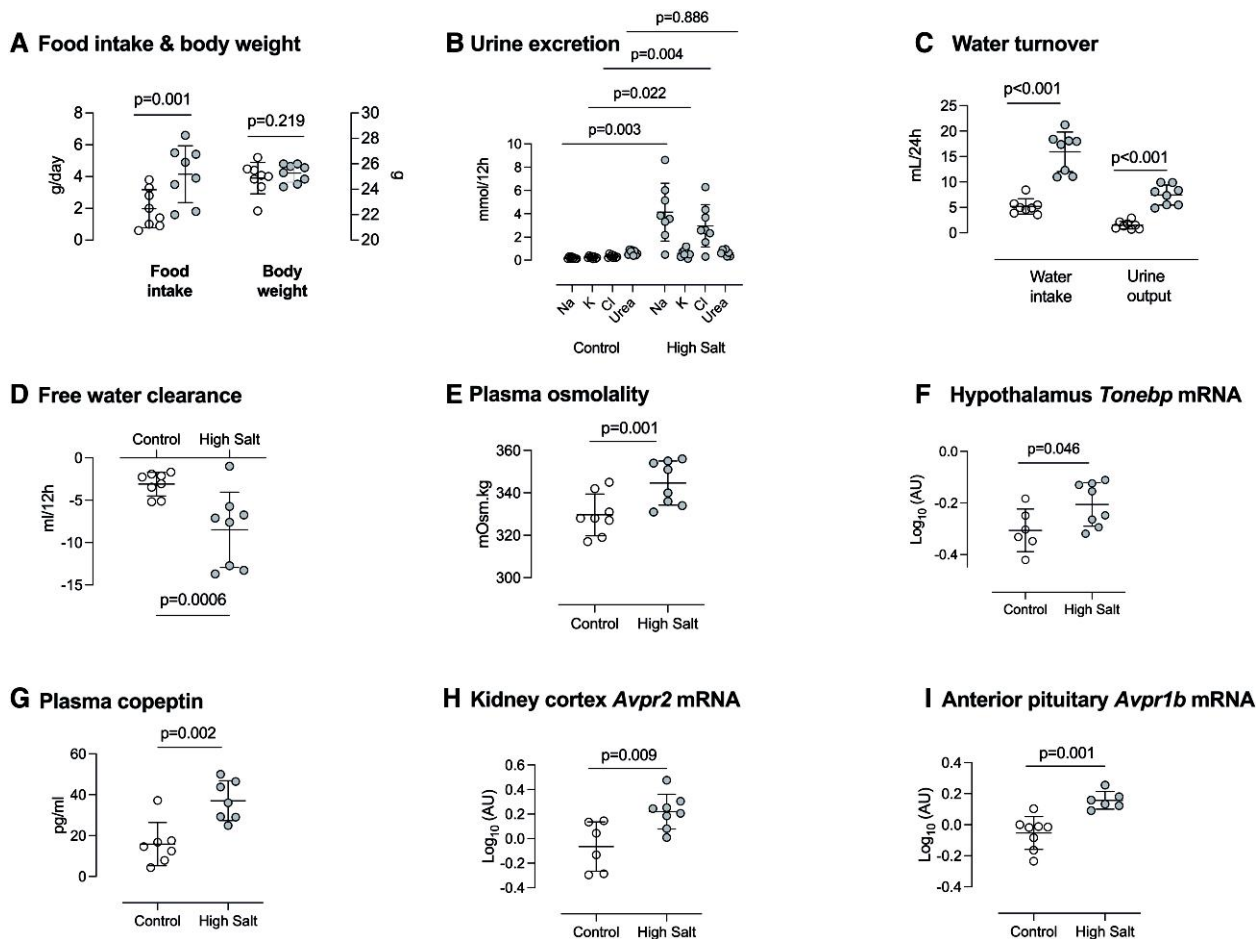 A Food intake & body weight
p=0.001
p=0.219
8
6
4
2
0
g/day
30
28
26
24
22
20
g
Food
intake
Body
weight
B Urine excretion
p=0.886
p=0.004
p=0.022
p=0.003
10
8
6
4
2
0
mmol/12h
Na
K
Cl
Urea
Na
K
Cl
Urea
Control
High Salt
C Water turnover
p<0.001
p<0.001
25
20
15
10
5
0
mL/24h
Water
intake
Urine
output
D Free water clearance
Control
High Salt
0
-5
-10
-15
ml/12h
p=0.0006
E Plasma osmolality
p=0.001
360
340
320
300
mOsm.kg
Control
High Salt
F Hypothalamus Tonebp mRNA
p=0.046
0.0
-0.2
-0.4
Log10 (AU)
Control
High Salt
G Plasma copeptin
p=0.002
60
40
20
0
pg/ml
Control
High Salt
H Kidney cortex Avpr2 mRNA
p=0.009
0.6
0.4
0.2
0.0
-0.2
-0.4
Log10 (AU)
Control
High Salt
I Anterior pituitary Avpr1b mRNA
p=0.001
0.4
0.2
0.0
-0.2
-0.4
Log10 (AU)
Control
High Salt